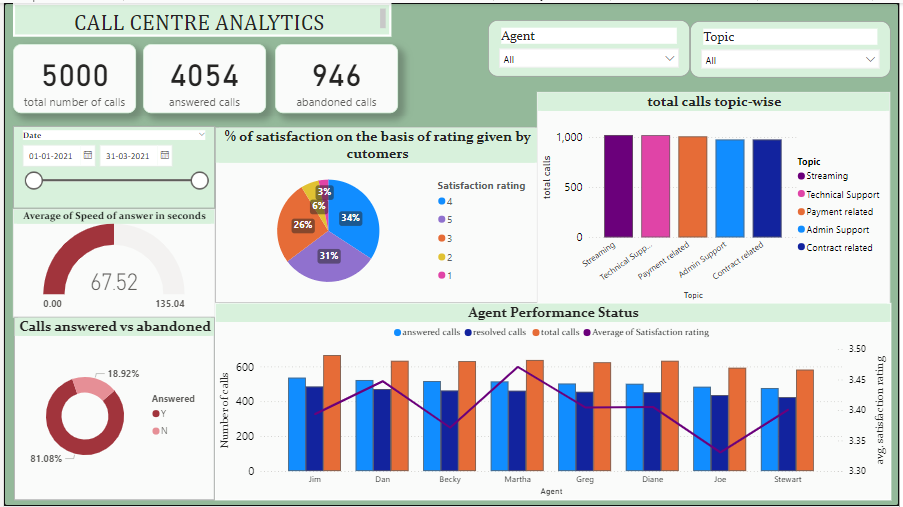 CALL CENTRE ANALYTICS
5000
total number of calls
4054
answered calls
946
abandoned calls
Agent
All
Topic
All
Date
01-01-2021
31-03-2021
Average of Speed of answer in seconds
67.52
0.00
135.04
% of satisfaction on the basis of rating given by
cutomers
3%
6%
26%
34%
31%
Satisfaction rating
4
5
3
2
1
total calls topic-wise
total calls
1,000
500
0
Streaming
Technical Supp...
Payment related
Admin Support
Contract related
Topic
Topic
Streaming
Technical Support
Payment related
Admin Support
Contract related
Calls answered vs abandoned
18.92%
81.08%
Answered
Y
N
Agent Performance Status
answered calls
resolved calls
total calls
Average of Satisfaction rating
Number of calls
600
400
200
0
Jim
Dan
Becky
Martha
Greg
Diane
Joe
Stewart
Agent
3.50
3.45
3.40
3.35
3.30
avg. satisfaction rating